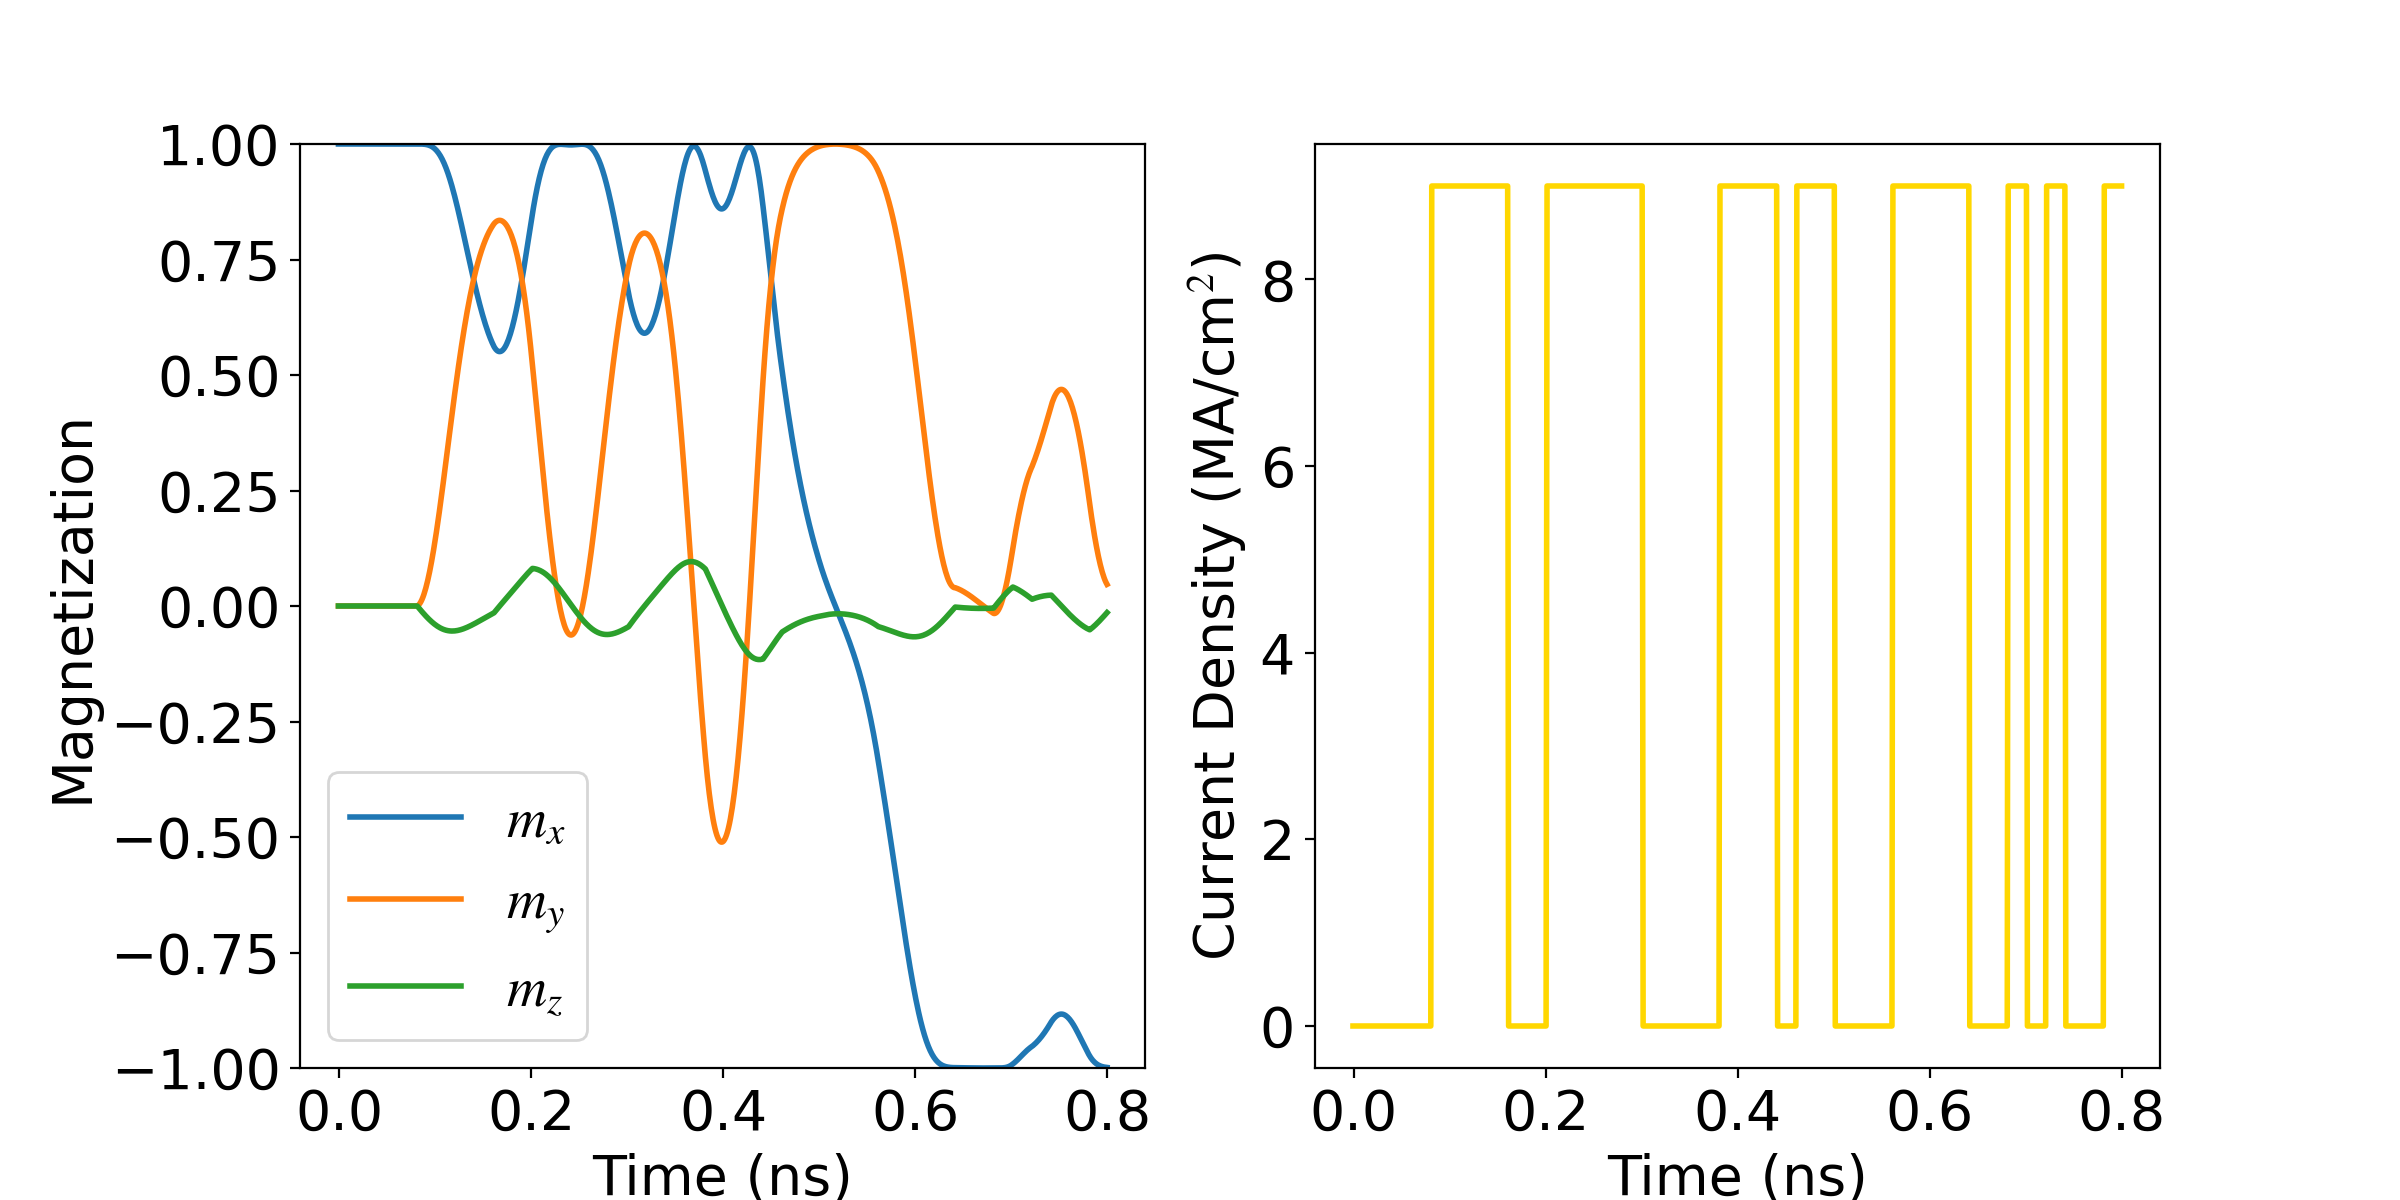 1.00
0.75
0.50
0.25
0.00
−0.25
−0.50
−0.75
−1.00
Magnetization
m_x
m_y
m_z
0.0 0.2 0.4 0.6 0.8
Time (ns)
8
6
4
2
0
Current Density (MA/cm²)
0.0 0.2 0.4 0.6 0.8
Time (ns)